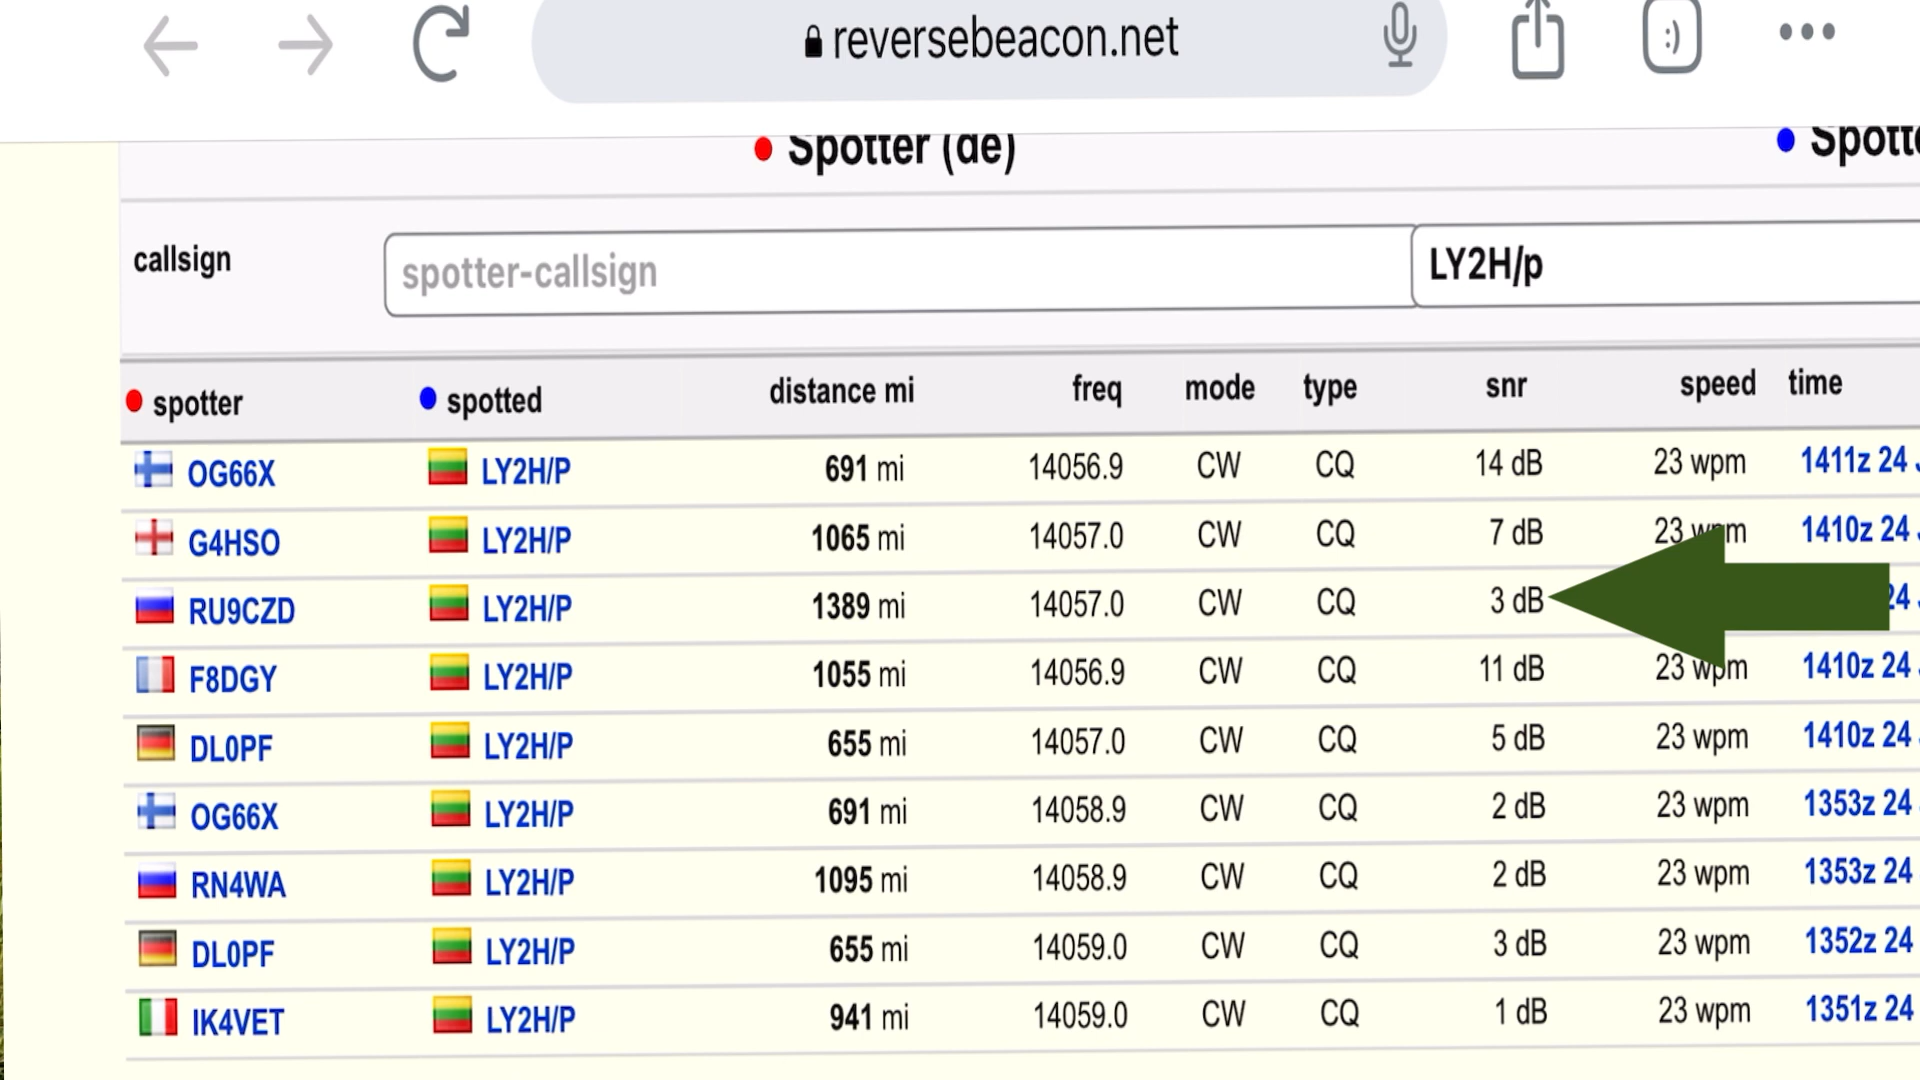 reversebeacon.net
Spotter (de) Spott
callsign spotter-callsign LY2H/p
spotter spotted distance mi freq mode type snr speed time
OG66X LY2H/P 691 mi 14056.9 CW CQ 14 dB 23 wpm 1411z 24
G4HSO LY2H/P 1065 mi 14057.0 CW CQ 7 dB 23 wpm 1410z 24
RU9CZD LY2H/P 1389 mi 14057.0 CW CQ 3 dB 24
F8DGY LY2H/P 1055 mi 14056.9 CW CQ 11 dB 23 wpm 1410z 24
DL0PF LY2H/P 655 mi 14057.0 CW CQ 5 dB 23 wpm 1410z 24
OG66X LY2H/P 691 mi 14058.9 CW CQ 2 dB 23 wpm 1353z 24
RN4WA LY2H/P 1095 mi 14058.9 CW CQ 2 dB 23 wpm 1353z 24
DL0PF LY2H/P 655 mi 14059.0 CW CQ 3 dB 23 wpm 1352z 24
IK4VET LY2H/P 941 mi 14059.0 CW CQ 1 dB 23 wpm 1351z 24